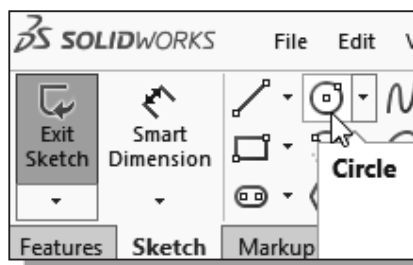 SOLIDWORKS File Edit
Exit Sketch
Smart Dimension
Circle
Features Sketch Markup